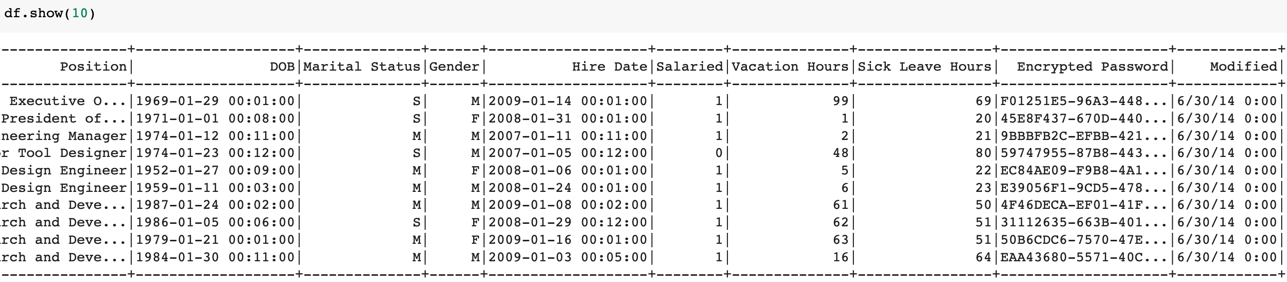 df.show(10)
---------------+-------------------+--------------+------+-------------------+--------+--------------+----------------+--------------------+------------+
Position|                DOB|Marital Status|Gender|          Hire Date|Salaried|Vacation Hours|Sick Leave Hours|  Encrypted Password|    Modified|
---------------+-------------------+--------------+------+-------------------+--------+--------------+----------------+--------------------+------------+
Executive O...|1969-01-29 00:01:00|             S|     M|2009-01-14 00:01:00|       1|            99|              69|F01251E5-96A3-448...|6/30/14 0:00|
President of...|1971-01-01 00:08:00|             S|     F|2008-01-31 00:01:00|       1|             1|              20|45E8F437-670D-440...|6/30/14 0:00|
neering Manager|1974-01-12 00:11:00|             M|     M|2007-01-11 00:11:00|       1|             2|              21|9BBBFB2C-EFBB-421...|6/30/14 0:00|
r Tool Designer|1974-01-23 00:12:00|             S|     M|2007-01-05 00:12:00|       0|            48|              80|59747955-87B8-443...|6/30/14 0:00|
Design Engineer|1952-01-27 00:09:00|             M|     F|2008-01-06 00:01:00|       1|             5|              22|EC84AE09-F9B8-4A1...|6/30/14 0:00|
Design Engineer|1959-01-11 00:03:00|             M|     M|2008-01-24 00:01:00|       1|             6|              23|E39056F1-9CD5-478...|6/30/14 0:00|
rch and Deve...|1987-01-24 00:02:00|             M|     M|2009-01-08 00:02:00|       1|            61|              50|4F46DECA-EF01-41F...|6/30/14 0:00|
rch and Deve...|1986-01-05 00:06:00|             S|     F|2008-01-29 00:12:00|       1|            62|              51|31112635-663B-401...|6/30/14 0:00|
rch and Deve...|1979-01-21 00:01:00|             M|     F|2009-01-16 00:01:00|       1|            63|              51|50B6CDC6-7570-47E...|6/30/14 0:00|
rch and Deve...|1984-01-30 00:11:00|             M|     M|2009-01-03 00:05:00|       1|            16|              64|EAA43680-5571-40C...|6/30/14 0:00|
---------------+-------------------+--------------+------+-------------------+--------+--------------+----------------+--------------------+------------+